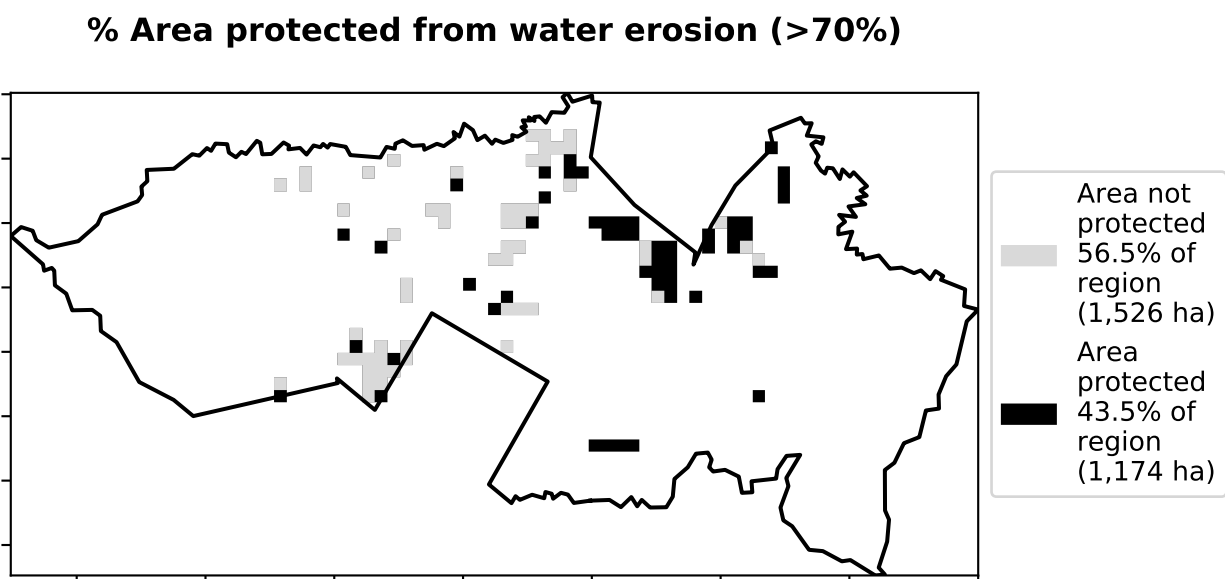 % Area protected from water erosion (>70%)
Area not
protected
56.5% of
region
(1,526 ha)
Area
protected
43.5% of
region
(1,174 ha)